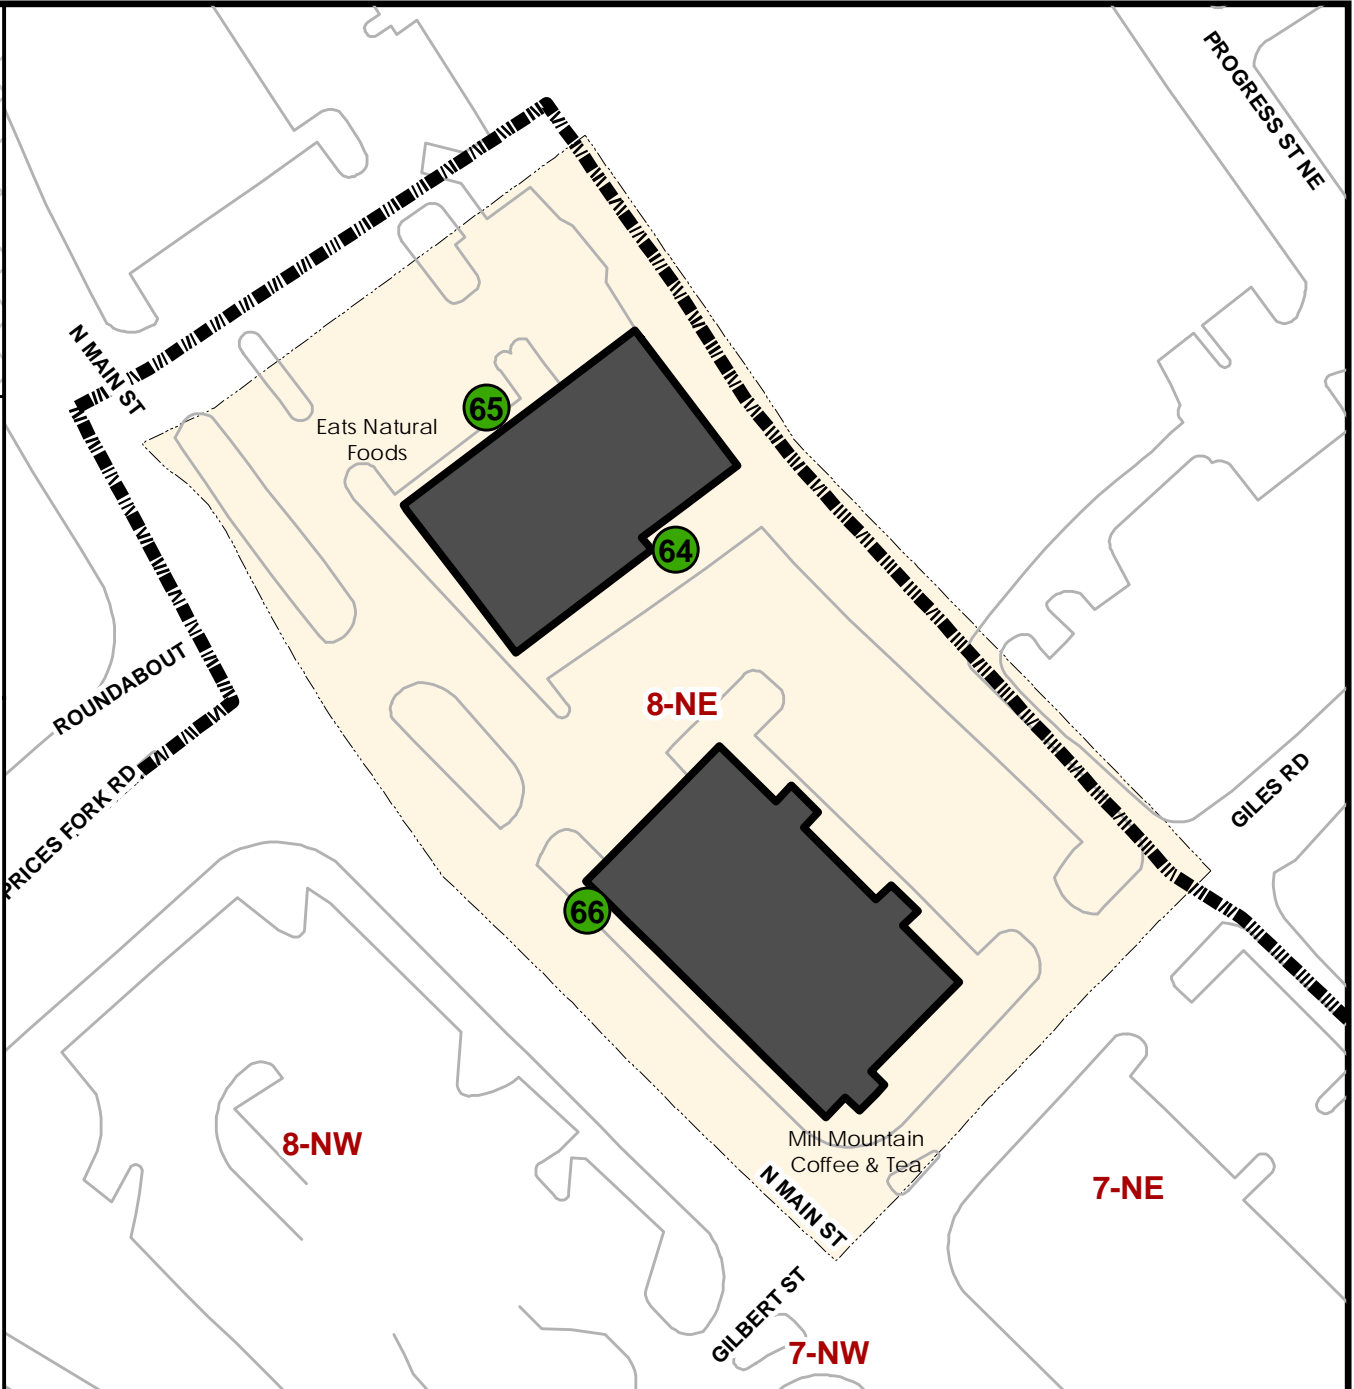 PROGRESS ST NE
N MAIN ST
65
Eats Natural
Foods
64
ROUNDABOUT
8-NE
PRICES FORK RD
GILES RD
66
8-NW
Mill Mountain
Coffee & Tea
7-NE
N MAIN ST
GILBERT ST
7-NW